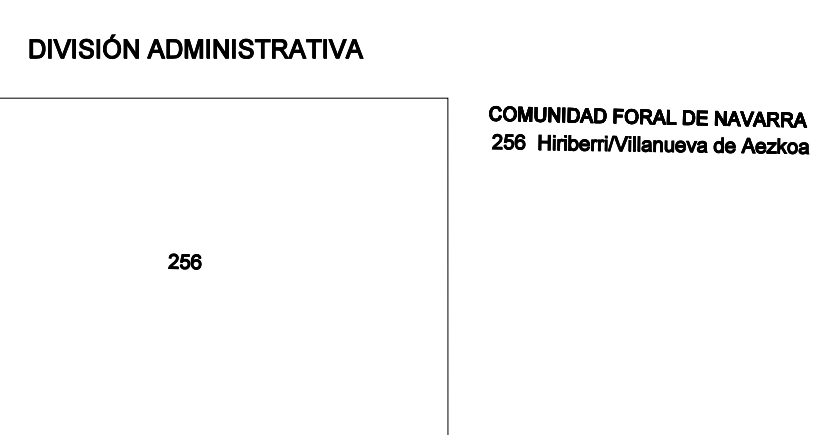 DIVISIÓN ADMINISTRATIVA
COMUNIDAD FORAL DE NAVARRA
256 Hiriberri/Villanueva de Aezkoa
256